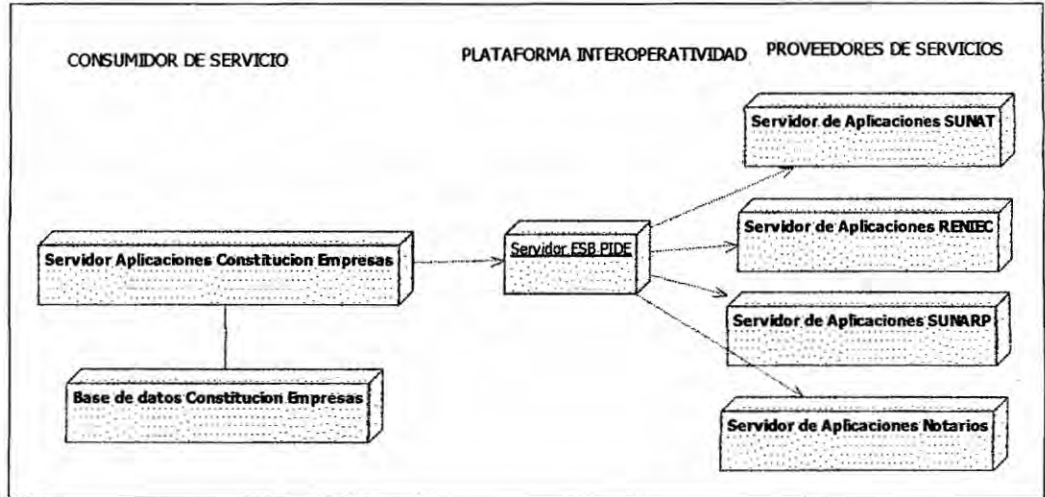 CONSUMIDOR DE SERVICIO
PLATAFORMA INTEROPERATIVIDAD
PROVEEDORES DE SERVICIOS
Servidor Aplicaciones Constitucion Empresas
Base de datos Constitucion Empresas
Servidor ESB PIDE
Servidor de Aplicaciones SUNAT
Servidor de Aplicaciones RENIEC
Servidor de Aplicaciones SUNARP
Servidor de Aplicaciones Notarios